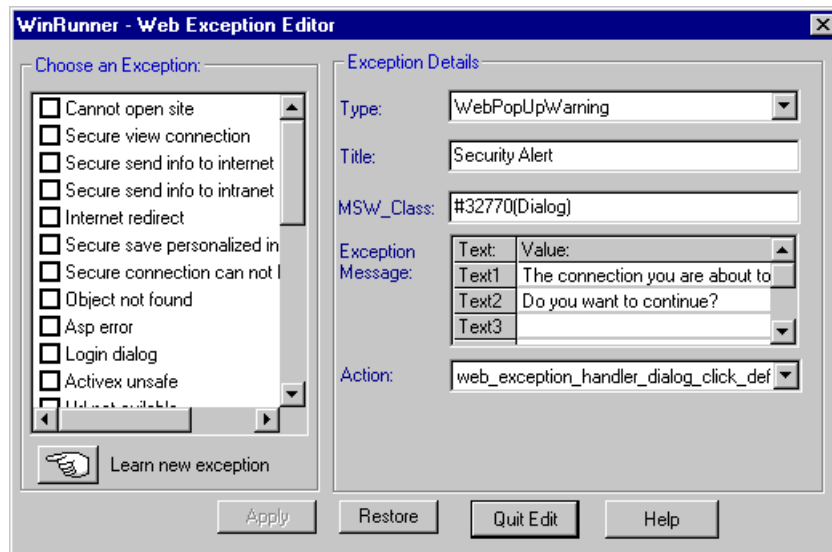 WinRunner - Web Exception Editor
Choose an Exception:
Cannot open site
Secure view connection
Secure send info to internet
Secure send info to intranet
Internet redirect
Secure save personalized in
Secure connection can not l
Object not found
Asp error
Login dialog
Activex unsafe
Learn new exception
Exception Details
Type: WebPopUpWarning
Title: Security Alert
MSW_Class: #32770(Dialog)
Exception Message:
Text: Value:
Text1 The connection you are about to
Text2 Do you want to continue?
Text3
Action: web_exception_handler_dialog_click_def
Apply Restore Quit Edit Help